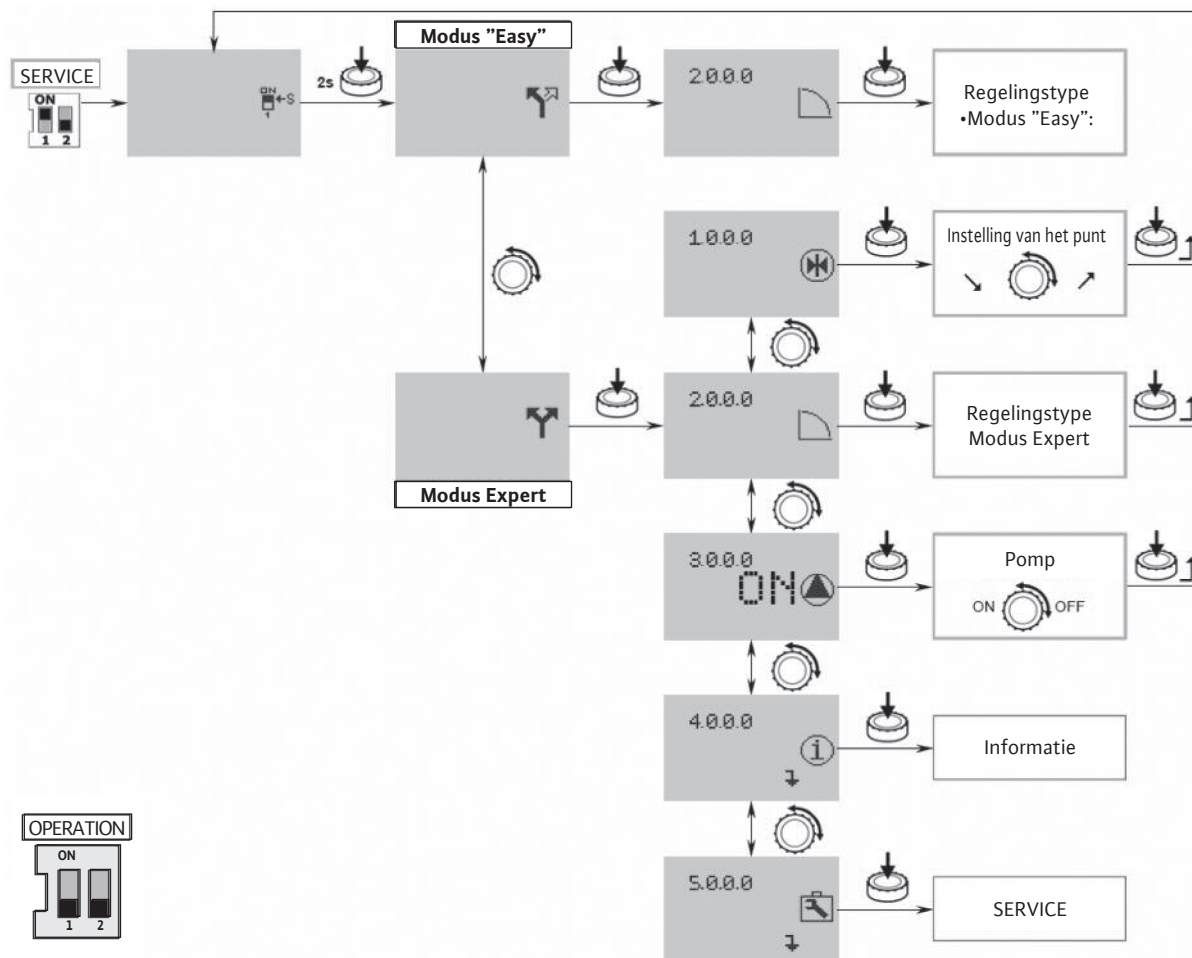 Modus "Easy"
SERVICE
ON
1 2
ON
←S
1
2s
2.0.0.0
Regelingstype
•Modus "Easy":
1.0.0.0
Instelling van het punt
2.0.0.0
Regelingstype
Modus Expert
Modus Expert
3.0.0.0
ON
Pomp
ON OFF
4.0.0.0
i
Informatie
OPERATION
ON
1 2
5.0.0.0
SERVICE